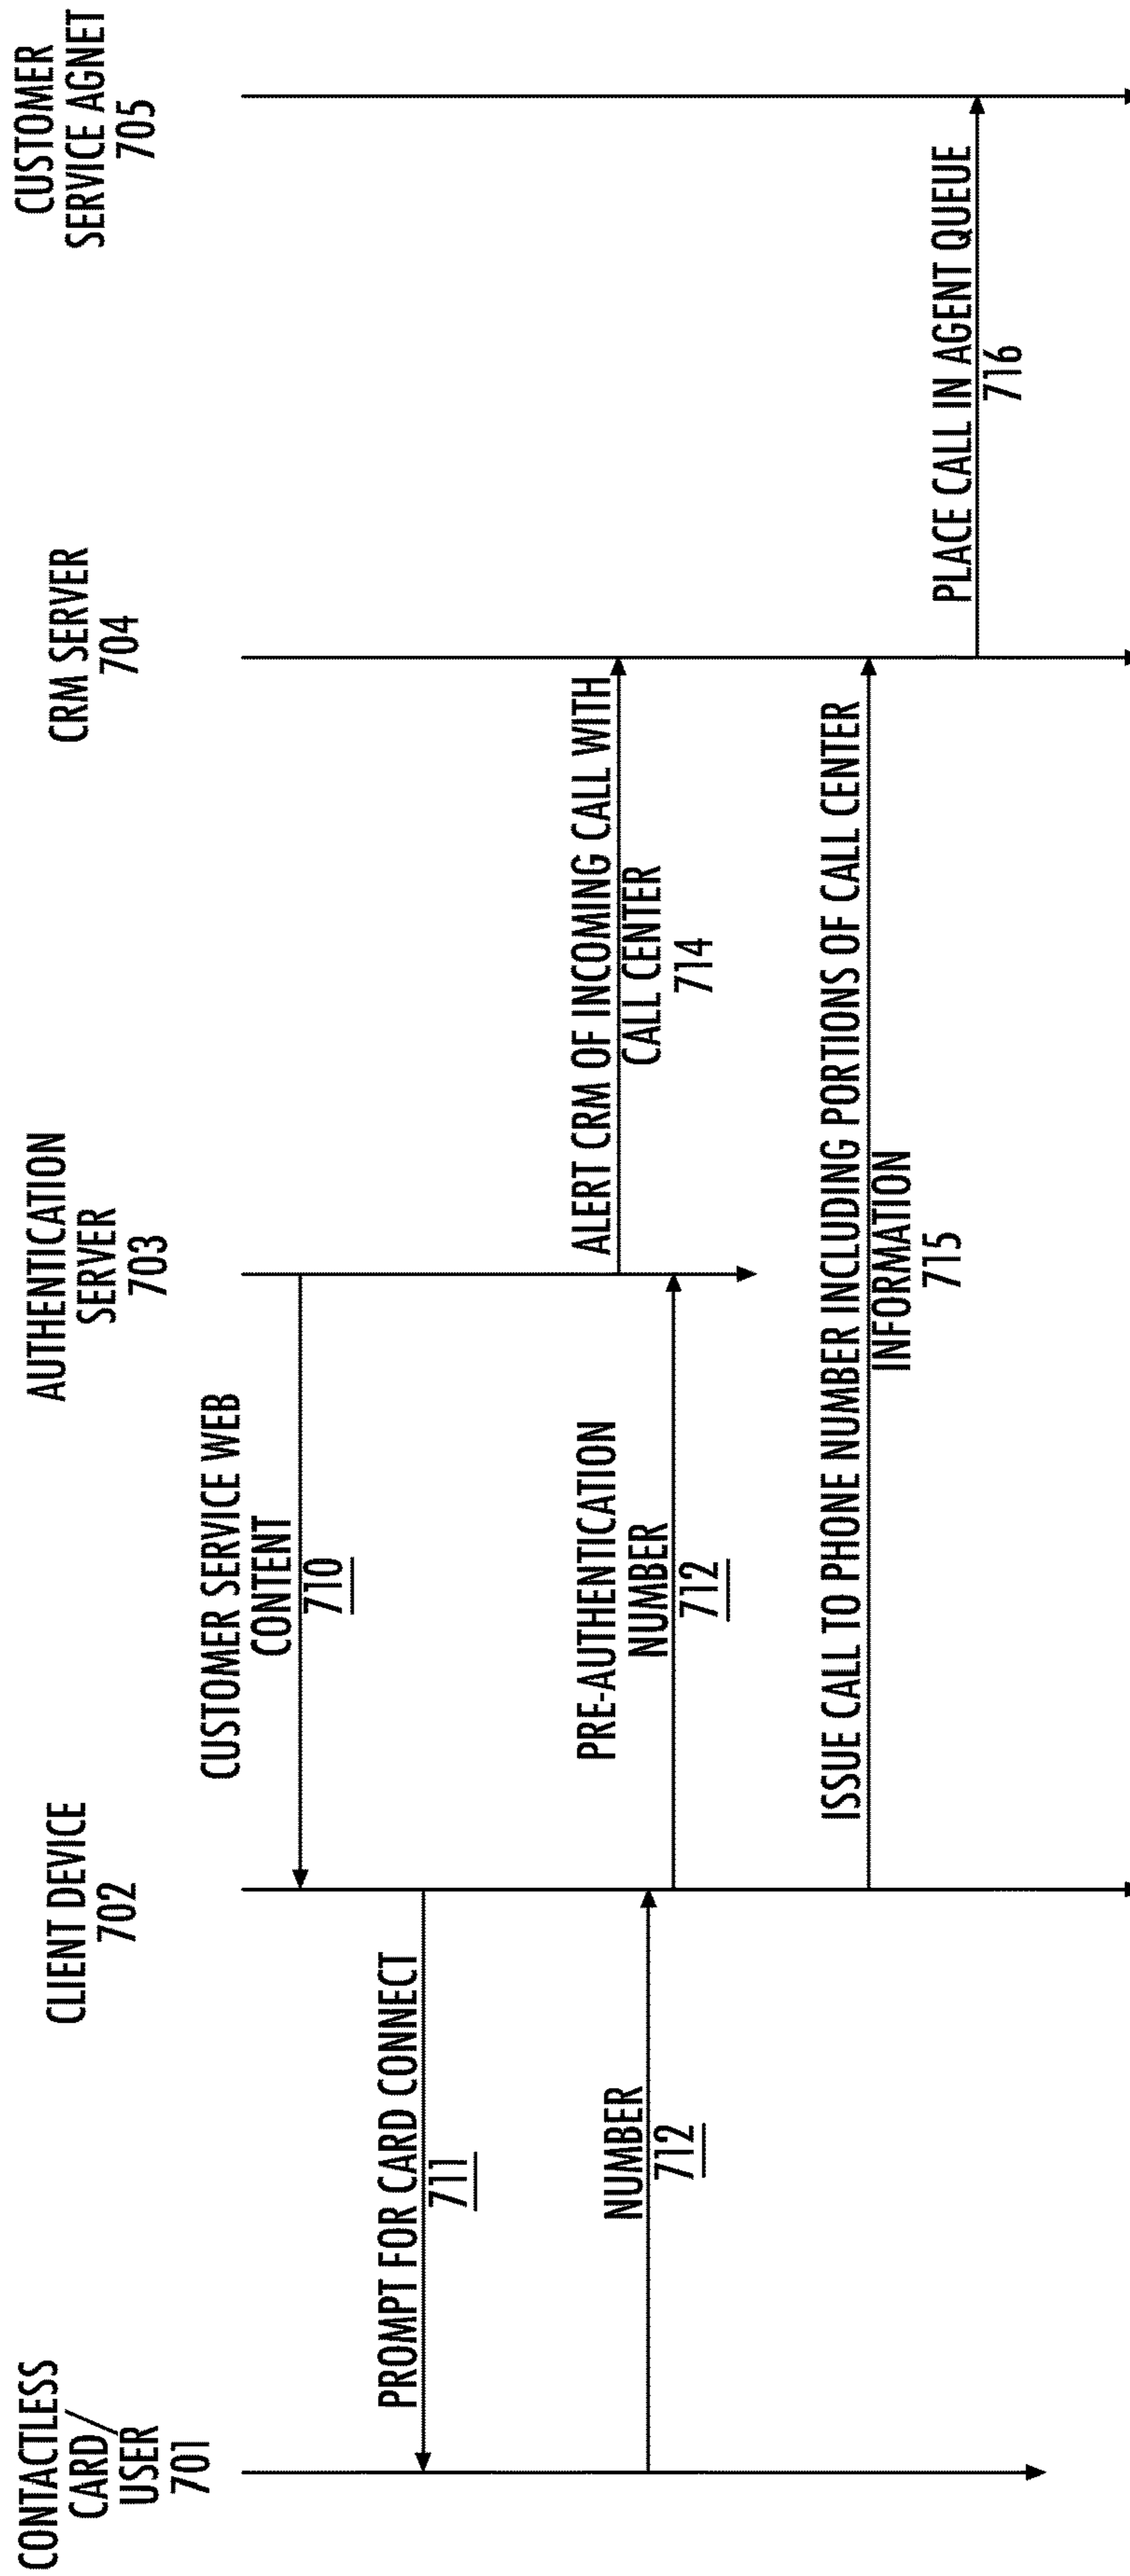 CONTACTLESS
CARD/
USER
701
CLIENT DEVICE
702
AUTHENTICATION
SERVER
703
CRM SERVER
704
CUSTOMER
SERVICE AGNET
705
CUSTOMER SERVICE WEB
CONTENT
710
PROMPT FOR CARD CONNECT
711
NUMBER
712
PRE-AUTHENTICATION
NUMBER
712
ALERT CRM OF INCOMING CALL WITH
CALL CENTER
714
ISSUE CALL TO PHONE NUMBER INCLUDING PORTIONS OF CALL CENTER
INFORMATION
715
PLACE CALL IN AGENT QUEUE
716